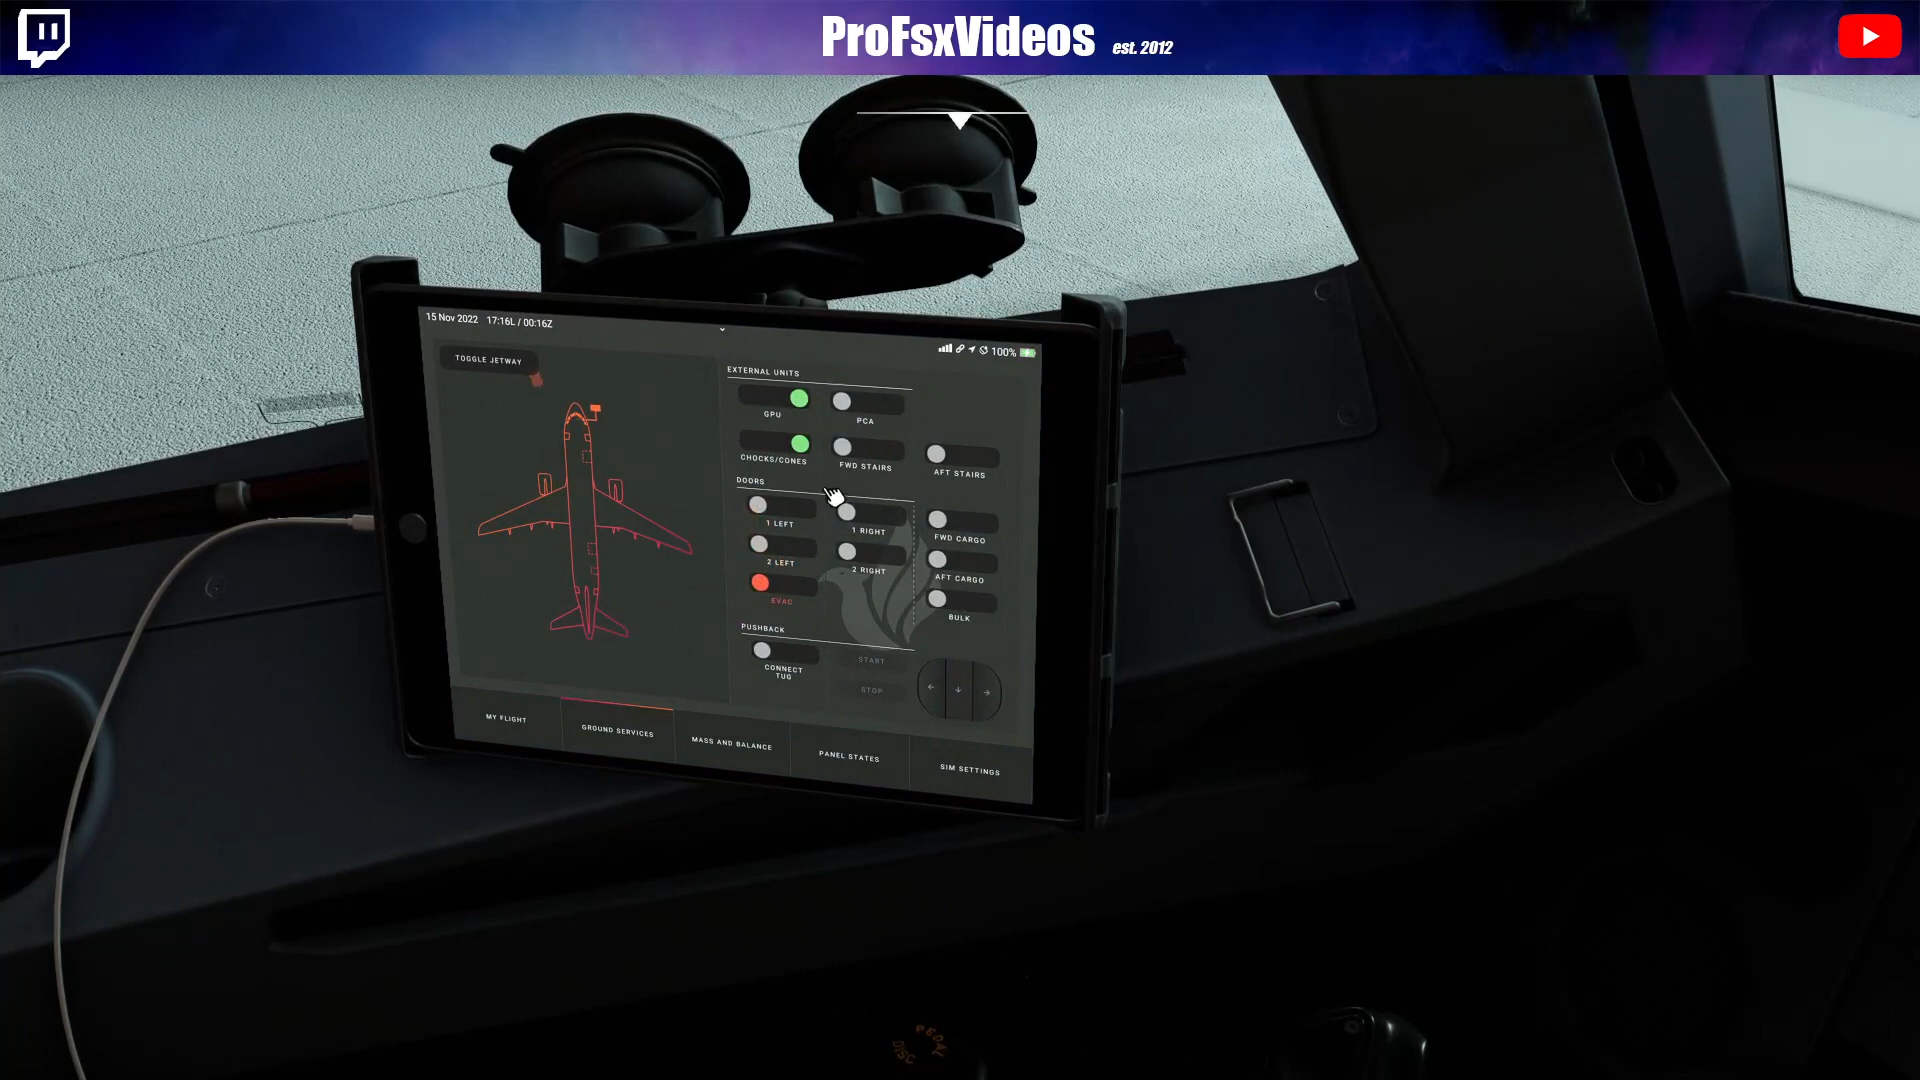 ProFsxVideos est. 2012
15 Nov 2022 17:16L / 00:16Z
100%
TOGGLE JETWAY
EXTERNAL UNITS
GPU
PCA
CHOCKS/CONES
FWD STAIRS
AFT STAIRS
DOORS
1 LEFT
1 RIGHT
FWD CARGO
2 LEFT
2 RIGHT
AFT CARGO
EVAC
BULK
PUSHBACK
CONNECT
TUG
START
STOP
MY FLIGHT
GROUND SERVICES
MASS AND BALANCE
PANEL STATES
SIM SETTINGS
PEDAL
DISC